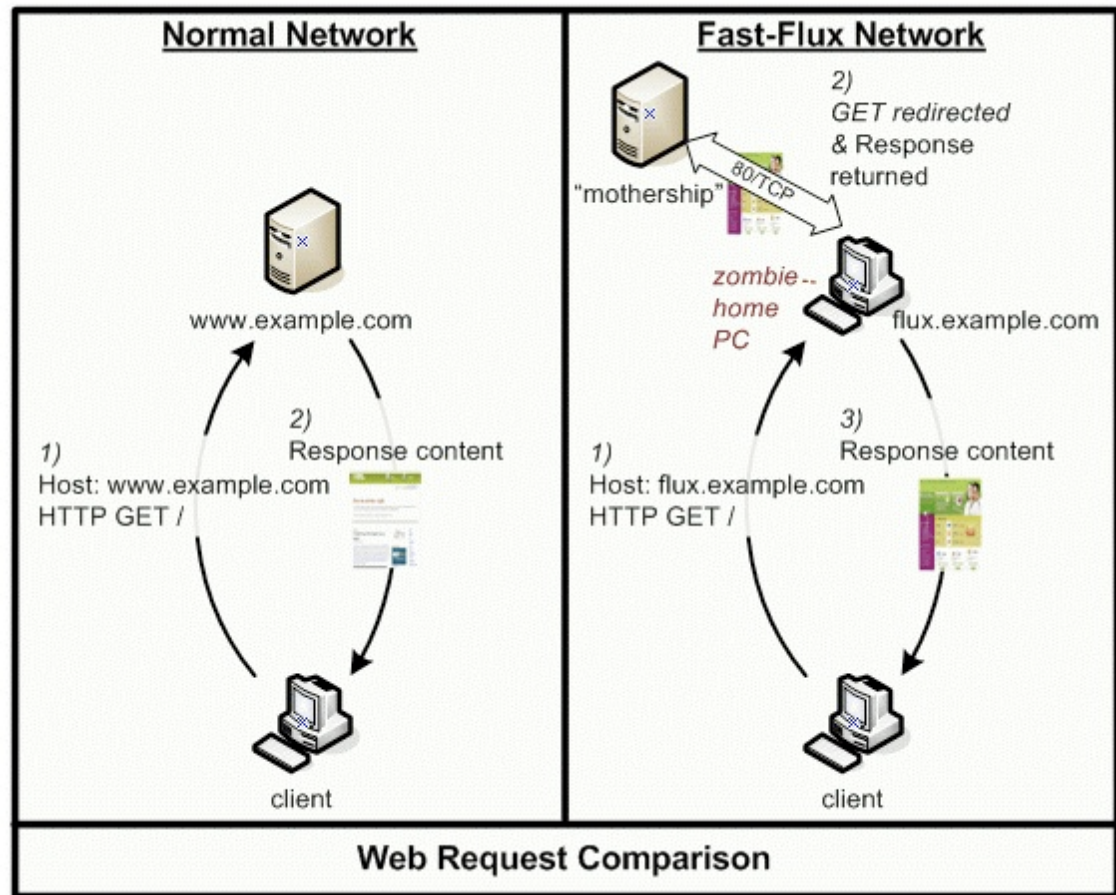 Normal Network
www.example.com
1)
Host: www.example.com
HTTP GET /
2)
Response content
client
Fast-Flux Network
"mothership"
80/TCP
2)
GET redirected
& Response
returned
zombie
home
PC
flux.example.com
1)
Host: flux.example.com
HTTP GET /
3)
Response content
client
Web Request Comparison